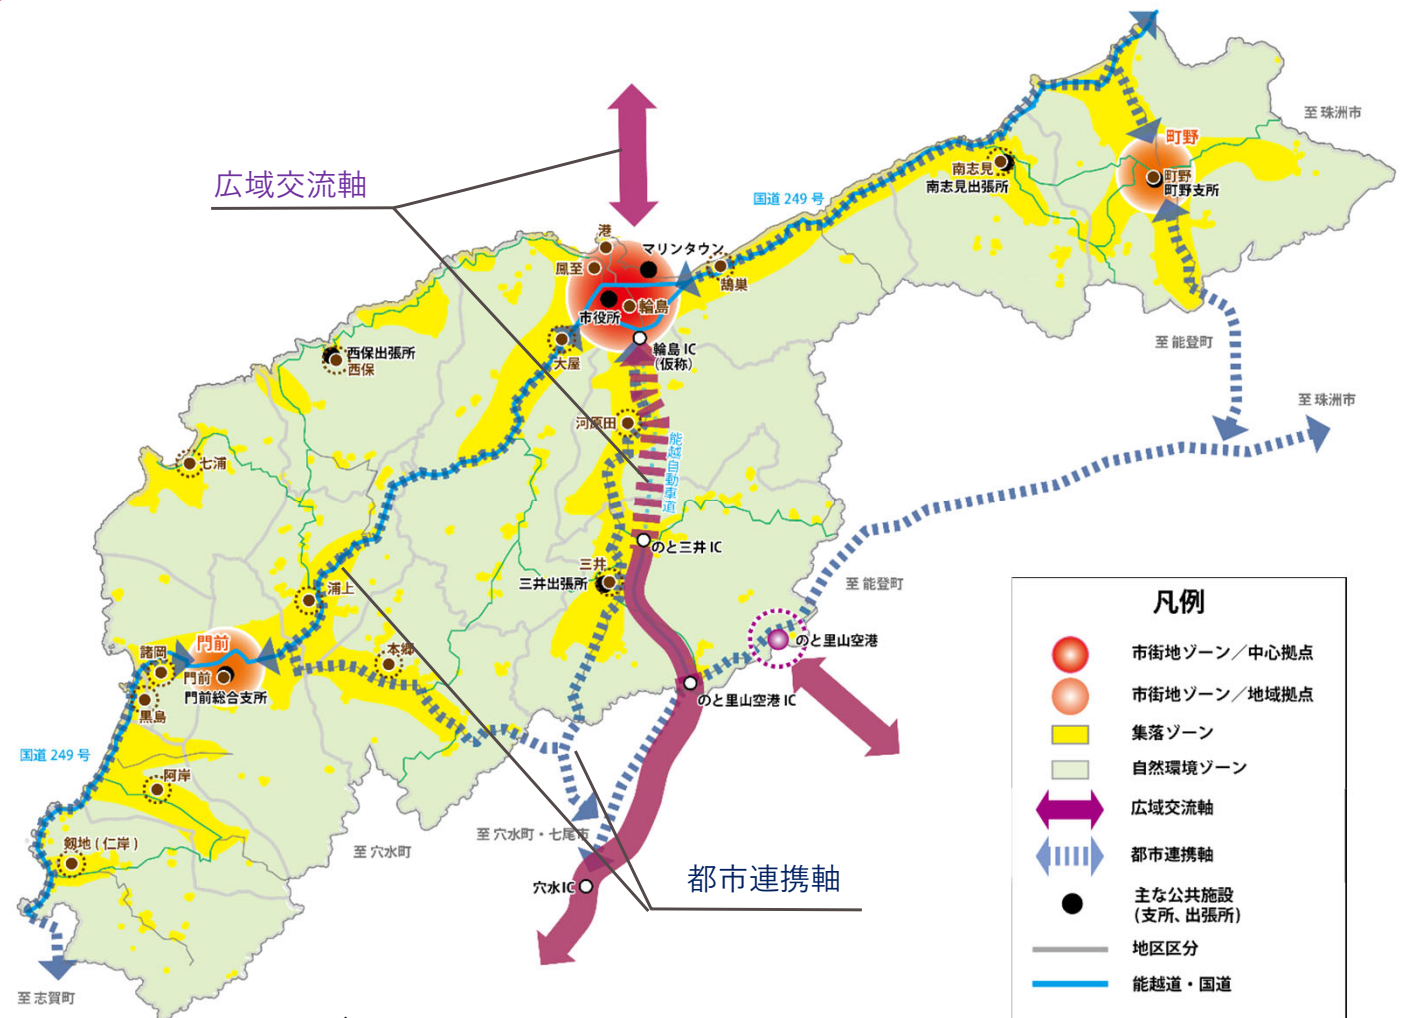 至 珠洲市
町野
町野
町野支所
南志見
南志見出張所
広域交流軸
国道 249 号
港
マリンタウン
鳳至
鵠巣
輪島
市役所
輪島 IC
(仮称)
大屋
西保出張所
西保
至 能登町
至 珠洲市
河原田
能越自動車道
七浦
のと三井 IC
三井
三井出張所
至 能登町
浦上
門前
諸岡
門前
門前総合支所
本郷
のと里山空港
のと里山空港 IC
黒島
国道 249 号
阿岸
至 穴水町・七尾市
剱地 ( 仁岸 )
至 穴水町
穴水 IC
都市連携軸
至 志賀町
凡例
市街地ゾーン／中心拠点
市街地ゾーン／地域拠点
集落ゾーン
自然環境ゾーン
広域交流軸
都市連携軸
主な公共施設
(支所、出張所)
地区区分
能越道・国道